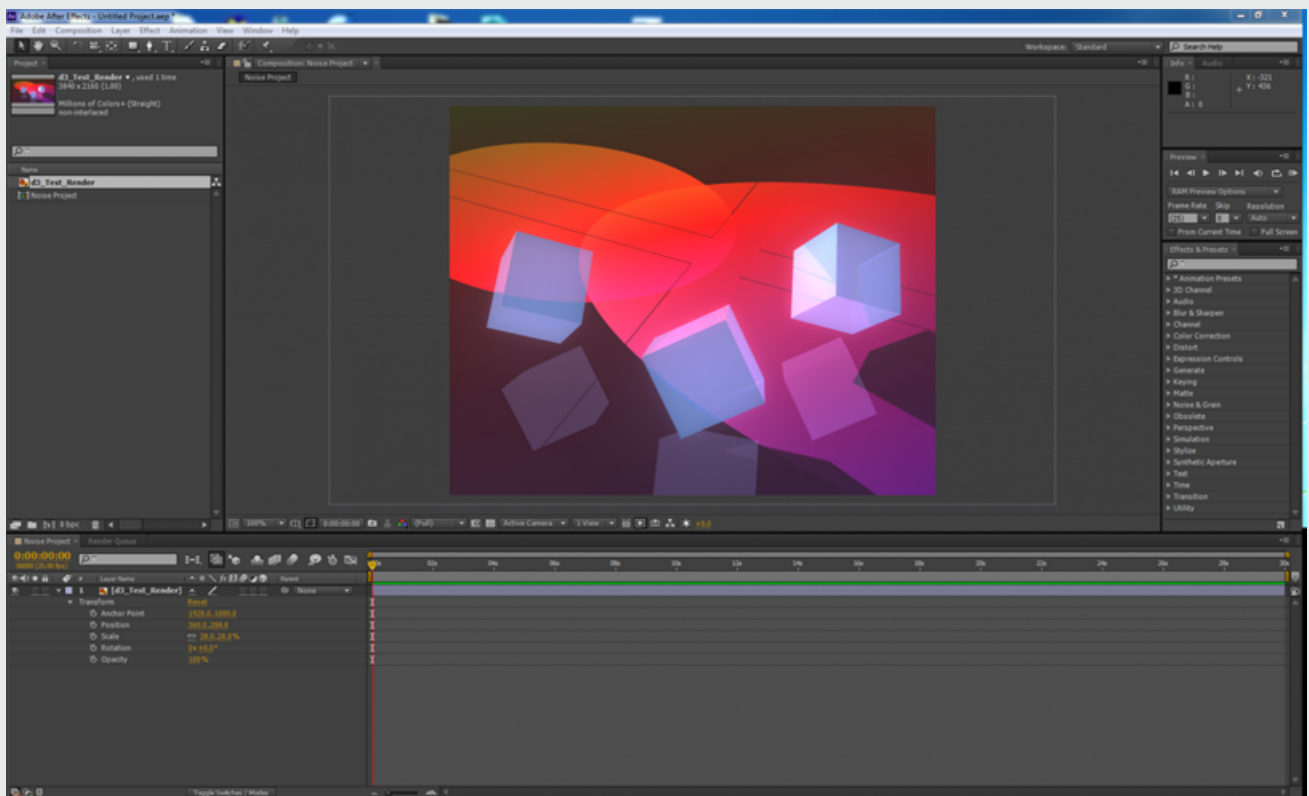 Adobe After Effects - Untitled Project.aep *
File Edit Composition Layer Effect Animation View Window Help
Workspace: Standard
Search Help
Project
d3_Test_Render ▾, used 1 time
3840 x 2160 (1.00)
Millions of Colors+ (Straight)
non-interlaced
Name
d3_Test_Render
Noise Project
8 bpc
Composition: Noise Project
Noise Project
100% 0:00:00:00 (Full) Active Camera 1 View +0.0
Info Audio
R:
G:
B:
A: 0
X: -321
Y: 436
Preview
RAM Preview Options
Frame Rate Skip Resolution
(25) 0 Auto
From Current Time Full Screen
Effects & Presets
* Animation Presets
3D Channel
Audio
Blur & Sharpen
Channel
Color Correction
Distort
Expression Controls
Generate
Keying
Matte
Noise & Grain
Obsolete
Perspective
Simulation
Stylize
Synthetic Aperture
Text
Time
Transition
Utility
Noise Project Render Queue
0:00:00:00
00000 (25.00 fps)
# Layer Name Parent
1 [d3_Test_Render] None
Transform Reset
Anchor Point 1920.0,1080.0
Position 360.0,288.0
Scale 28.0,28.0%
Rotation 0x+0.0°
Opacity 100%
02s 04s 06s 08s 10s 12s 14s 16s 18s 20s 22s 24s 26s 28s 30s
Toggle Switches / Modes